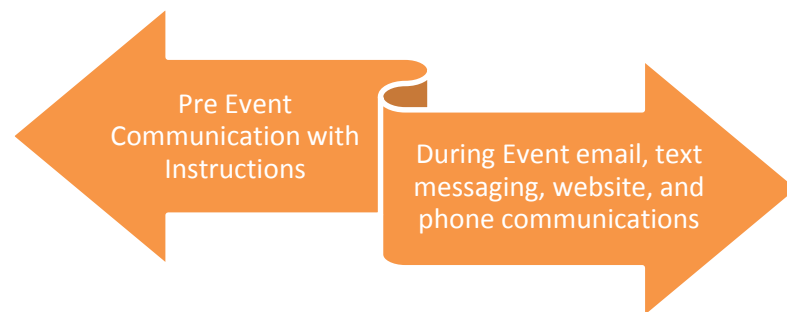 Pre Event
Communication with
Instructions
During Event email, text
messaging, website, and
phone communications